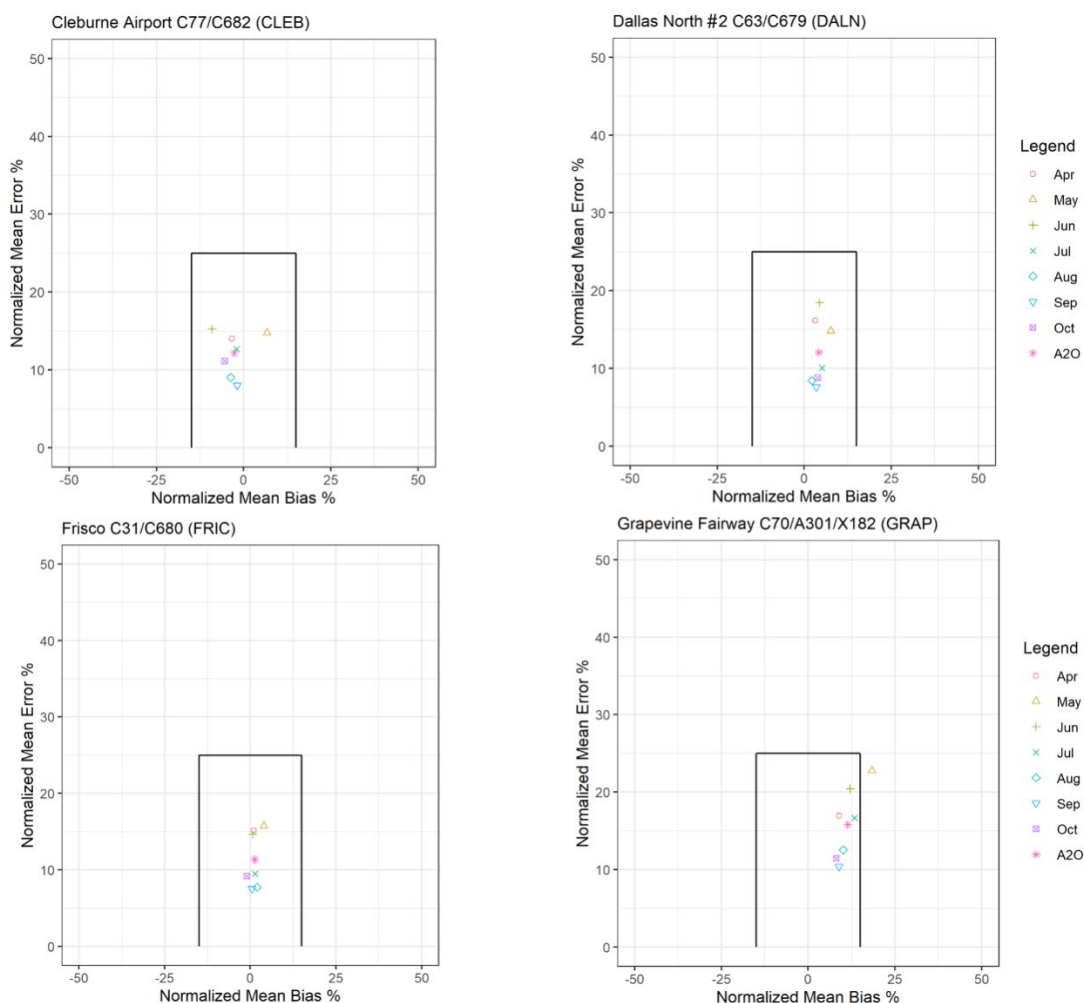 Cleburne Airport C77/C682 (CLEB)
50
40
30
20
10
0
Normalized Mean Error %
-50
-25
0
25
50
Normalized Mean Bias %
Dallas North #2 C63/C679 (DALN)
50
40
30
20
10
0
Normalized Mean Error %
-50
-25
0
25
50
Normalized Mean Bias %
Legend
Apr
May
Jun
Jul
Aug
Sep
Oct
A2O
Frisco C31/C680 (FRIC)
50
40
30
20
10
0
Normalized Mean Error %
-50
-25
0
25
50
Normalized Mean Bias %
Grapevine Fairway C70/A301/X182 (GRAP)
50
40
30
20
10
0
Normalized Mean Error %
-50
-25
0
25
50
Normalized Mean Bias %
Legend
Apr
May
Jun
Jul
Aug
Sep
Oct
A2O